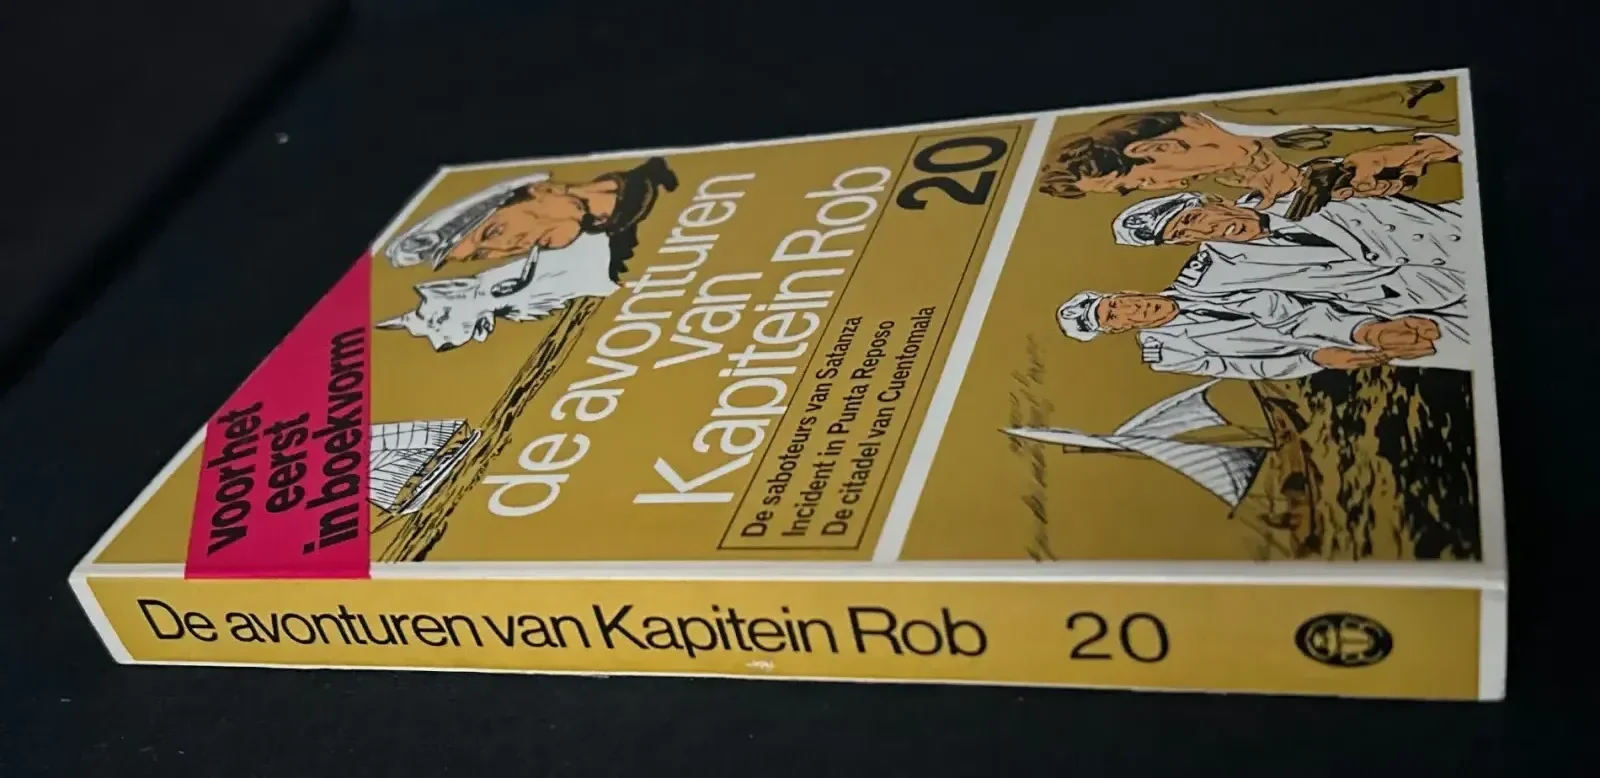 voor het
eerst
in boekvorm
de avonturen
van
Kapitein Rob
20
De saboteurs van Satanza
Incident in Punta Reposo
De citadel van Cuentomala
De avonturen van Kapitein Rob 20